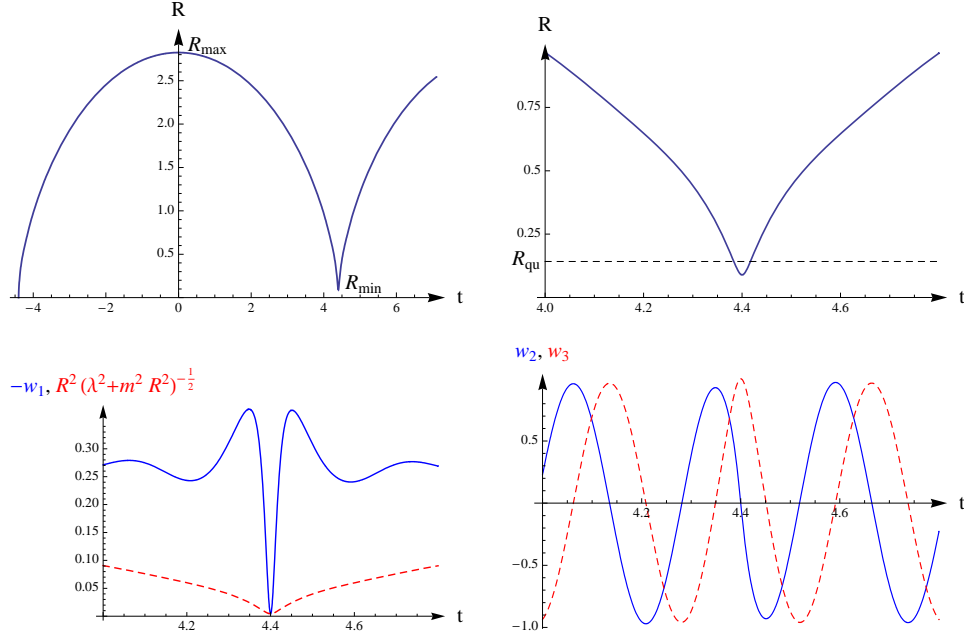 R
R_max
2.5
2.0
1.5
1.0
0.5
R_min
−4 −2 0 2 4 6 t
R
0.75
0.5
0.25
R_qu
4.0 4.2 4.4 4.6 t
−w_1, R^2 (λ^2+m^2 R^2)^{−1/2}
0.30
0.25
0.20
0.15
0.10
0.05
4.2 4.4 4.6 t
w_2, w_3
0.5
−0.5
−1.0
4.2 4.4 4.6 t